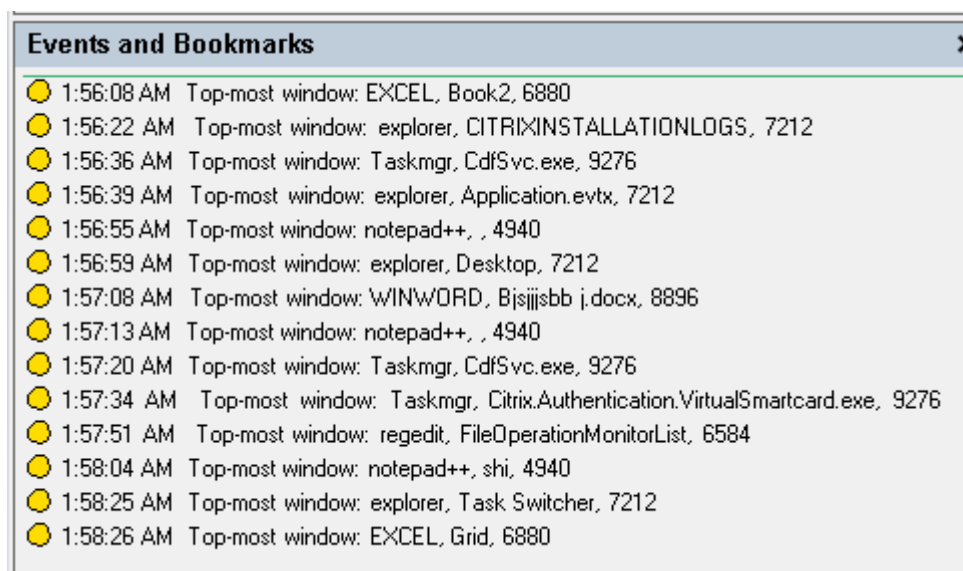 Events and Bookmarks
1:56:08 AM Top-most window: EXCEL, Book2, 6880
1:56:22 AM Top-most window: explorer, CITRIXINSTALLATIONLOGS, 7212
1:56:36 AM Top-most window: Taskmgr, CdfSvc.exe, 9276
1:56:39 AM Top-most window: explorer, Application.evtx, 7212
1:56:55 AM Top-most window: notepad++, , 4940
1:56:59 AM Top-most window: explorer, Desktop, 7212
1:57:08 AM Top-most window: WINWORD, Bjsjjjsbb j.docx, 8896
1:57:13 AM Top-most window: notepad++, , 4940
1:57:20 AM Top-most window: Taskmgr, CdfSvc.exe, 9276
1:57:34 AM Top-most window: Taskmgr, Citrix.Authentication.VirtualSmartcard.exe, 9276
1:57:51 AM Top-most window: regedit, FileOperationMonitorList, 6584
1:58:04 AM Top-most window: notepad++, shi, 4940
1:58:25 AM Top-most window: explorer, Task Switcher, 7212
1:58:26 AM Top-most window: EXCEL, Grid, 6880